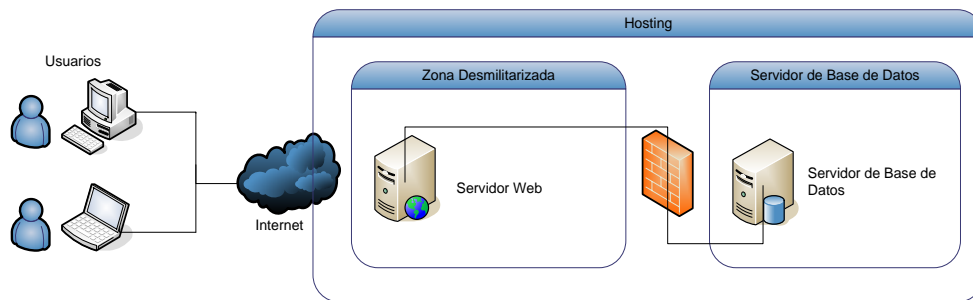 Hosting
Usuarios
Zona Desmilitarizada
Servidor de Base de Datos
Servidor Web
Servidor de Base de
Datos
Internet